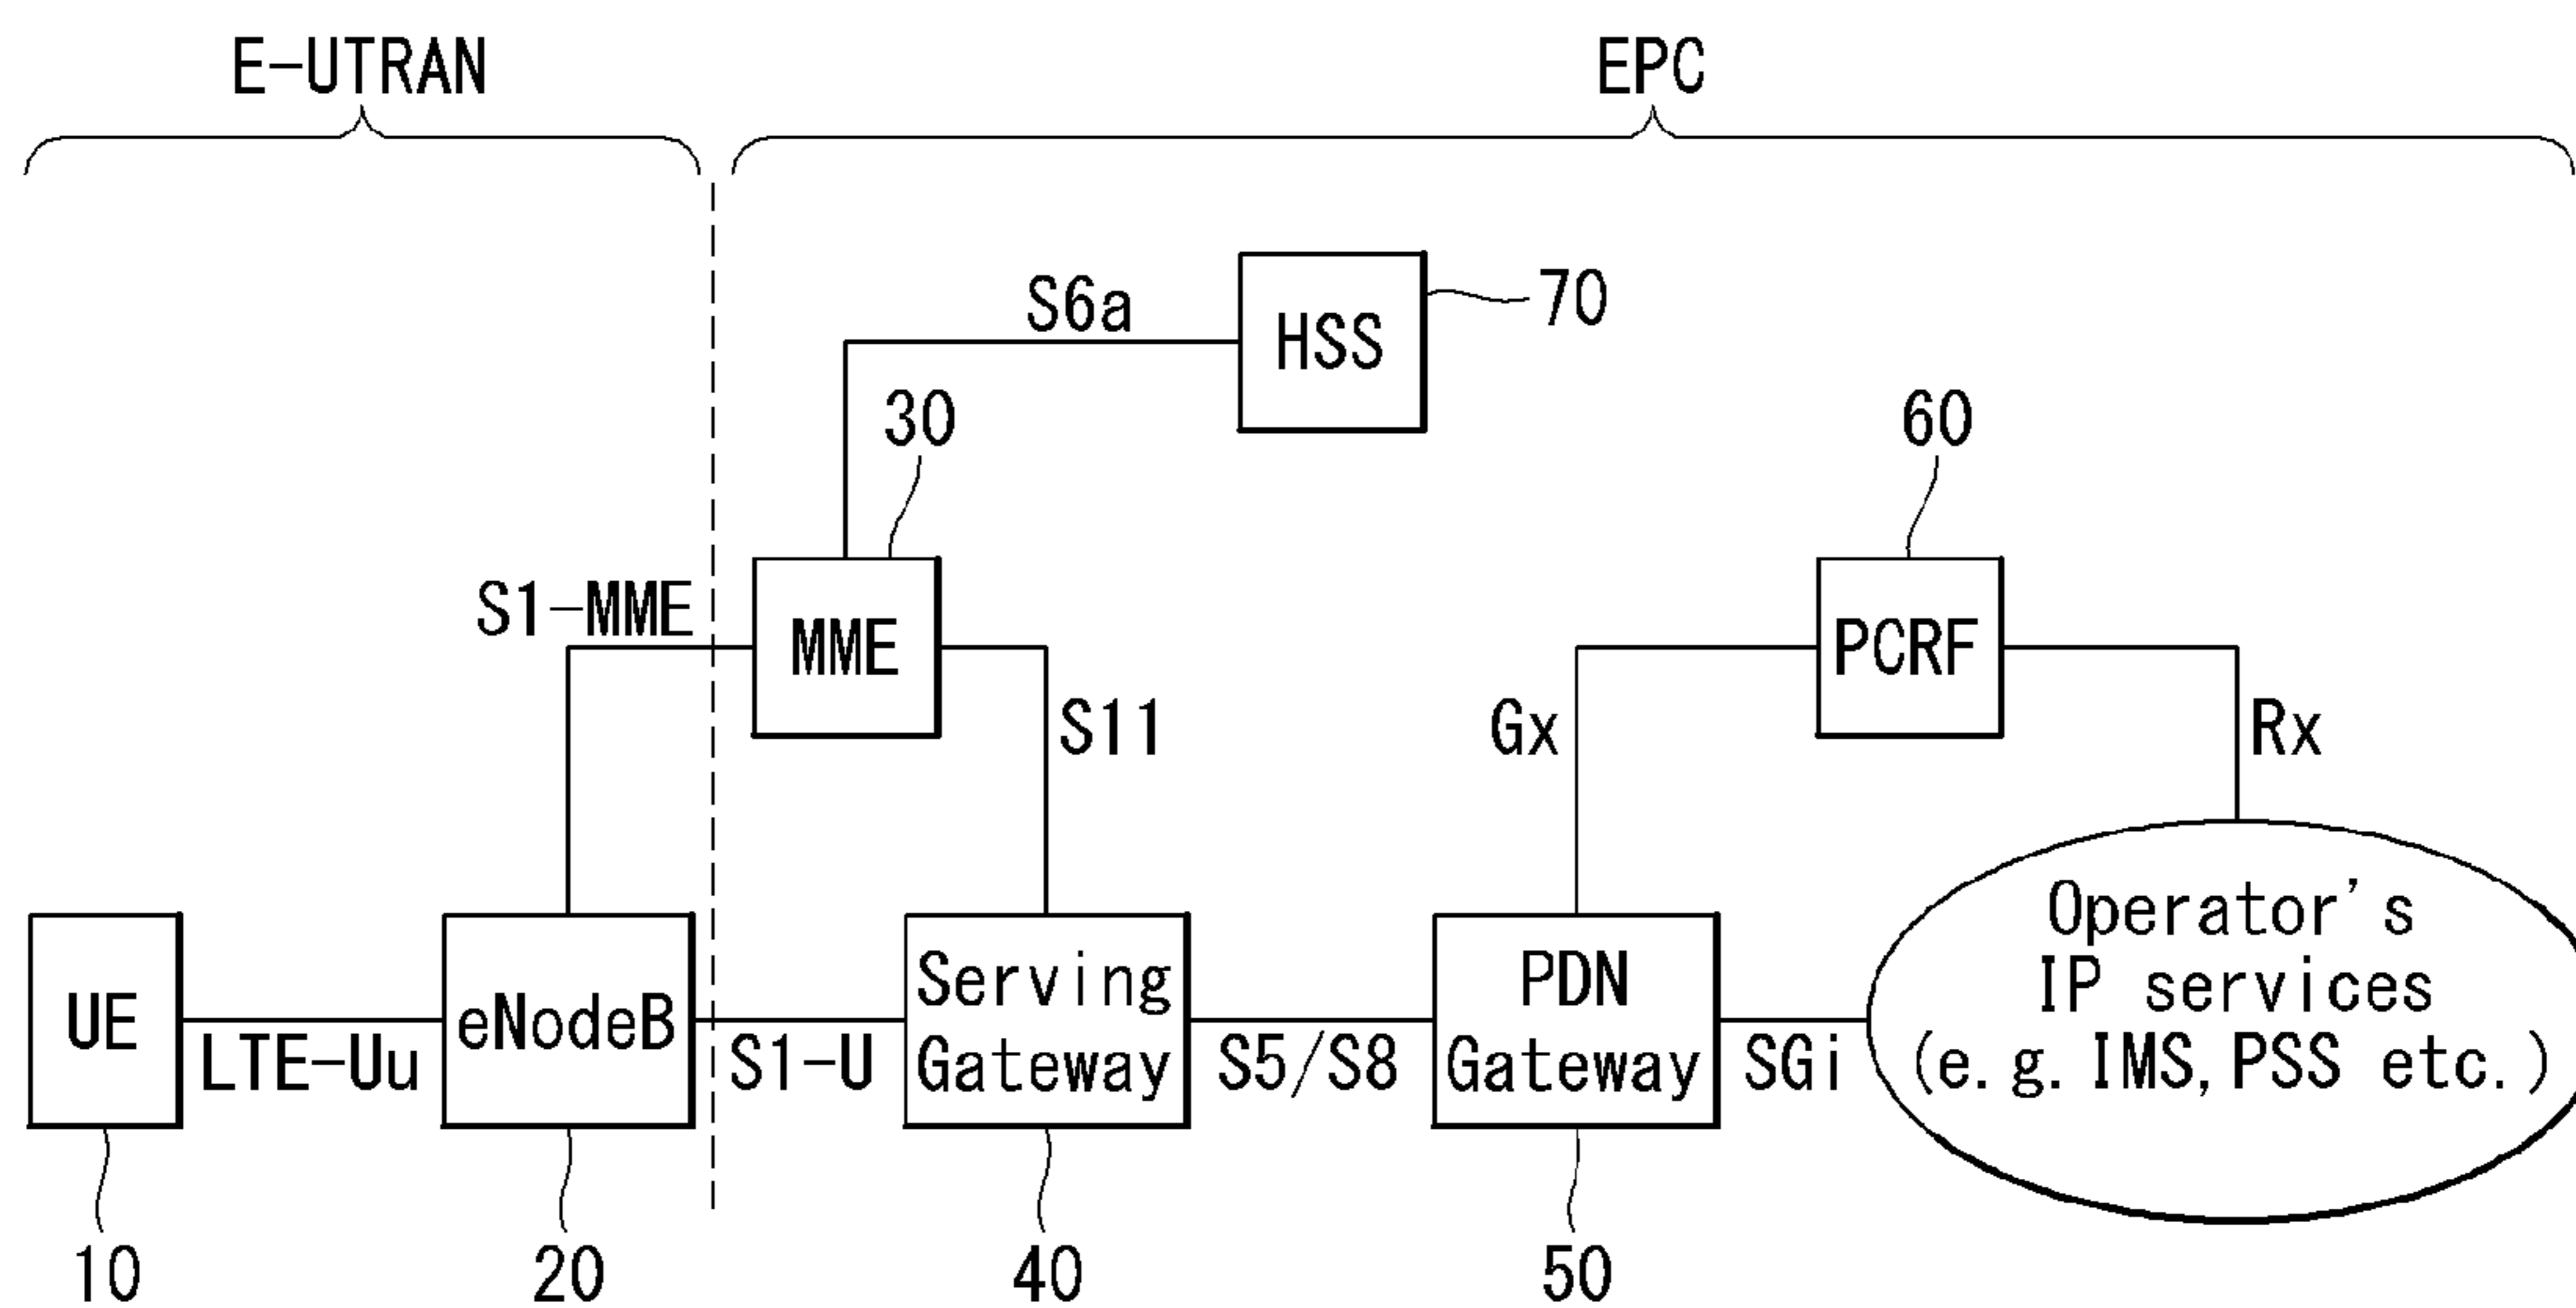 E-UTRAN
EPC
S6a
HSS
70
30
60
S1-MME
MME
S11
PCRF
Gx
Rx
UE
LTE-Uu
eNodeB
S1-U
Serving
Gateway
S5/S8
PDN
Gateway
SGi
Operator's
IP services
(e.g. IMS, PSS etc.)
10
20
40
50